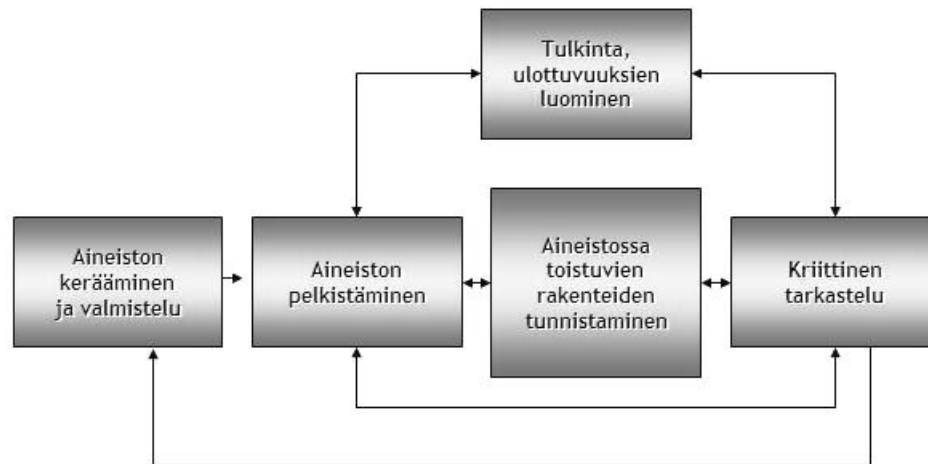 Tulkinta,
ulottuvuuksien
luominen
Aineiston
kerääminen
ja valmistelu
Aineiston
pelkistäminen
Aineistossa
toistuvien
rakenteiden
tunnistaminen
Kriittinen
tarkastelu